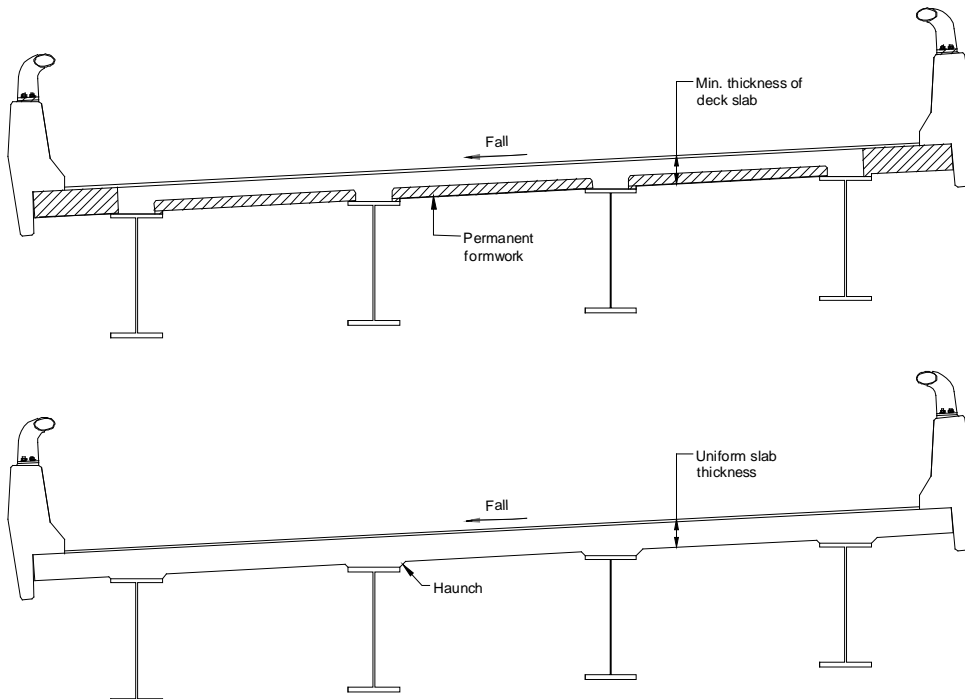 Min. thickness of
deck slab
Fall
Permanent
formwork
Uniform slab
thickness
Fall
Haunch